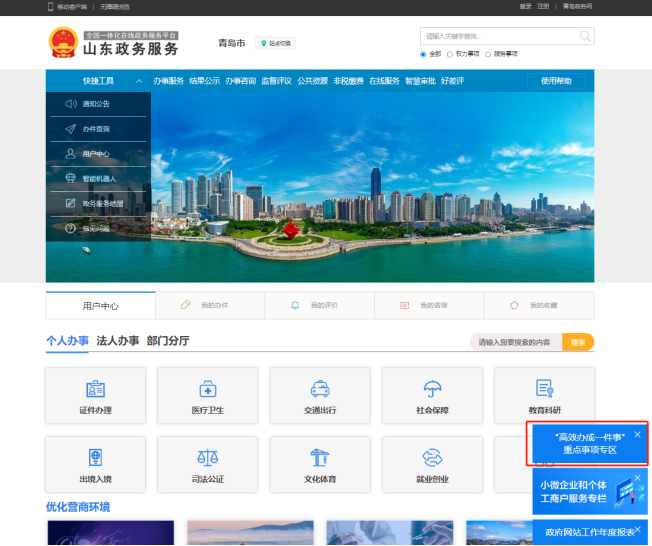 移动客户端 | 无障碍浏览
登录 注册 | 青岛政务网
全国一体化在线政务服务平台
山东政务服务
青岛市
站点切换
请输入关键字查询...
全部 权力事项 服务事项
快捷工具 办事服务 结果公示 办事咨询 监督评议 公共资源 非税缴费 在线服务 智慧审批 好差评 使用帮助
通知公告
办件查询
用户中心
智能机器人
政务服务地图
常见问题
用户中心 我的办件 我的评价 我的咨询 我的收藏
个人办事 法人办事 部门分厅
请输入您要搜索的内容 搜索
证件办理 医疗卫生 交通出行 社会保障 教育科研
"高效办成一件事"
重点事项专区
出境入境 司法公证 文化体育 就业创业
小微企业和个体
工商户服务专栏
优化营商环境
政府网站工作年度报表